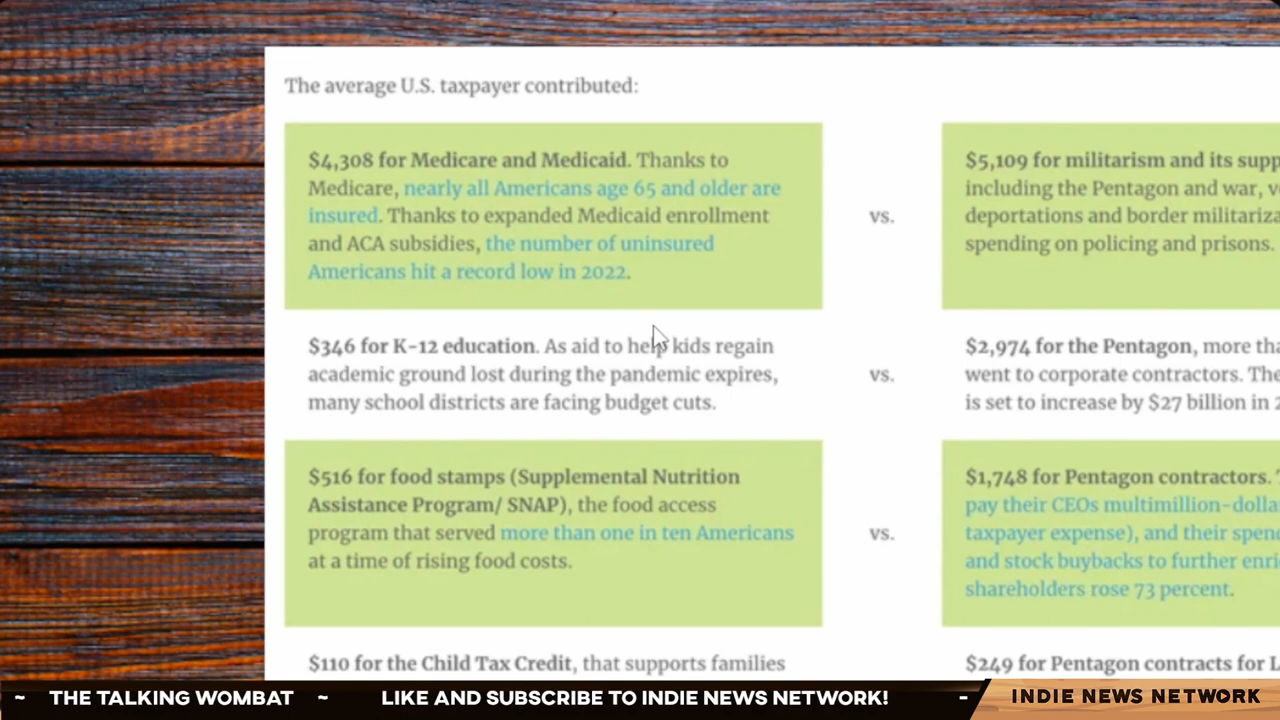 The average U.S. taxpayer contributed:
$4,308 for Medicare and Medicaid. Thanks to
Medicare, nearly all Americans age 65 and older are
insured. Thanks to expanded Medicaid enrollment
and ACA subsidies, the number of uninsured
Americans hit a record low in 2022.
vs.
$5,109 for militarism and its
including the Pentagon and war,
deportations and border
spending on policing and prisons.
$346 for K-12 education. As aid to help kids regain
academic ground lost during the pandemic expires,
many school districts are facing budget cuts.
vs.
$2,974 for the Pentagon, more
went to corporate contractors.
is set to increase by $27 billion in
$516 for food stamps (Supplemental Nutrition
Assistance Program/ SNAP), the food access
program that served more than one in ten Americans
at a time of rising food costs.
vs.
$1,748 for Pentagon contractors.
pay their CEOs
taxpayer expense), and their
and stock buybacks to further
shareholders rose 73 percent.
$110 for the Child Tax Credit, that supports families
$249 for Pentagon contracts for
~ THE TALKING WOMBAT ~ LIKE AND SUBSCRIBE TO INDIE NEWS NETWORK! -
INDIE NEWS NETWORK